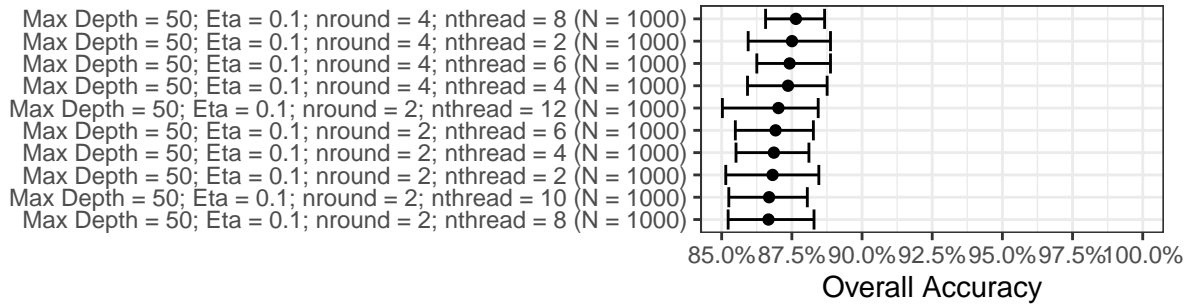 Max Depth = 50; Eta = 0.1; nround = 4; nthread = 8 (N = 1000)
Max Depth = 50; Eta = 0.1; nround = 4; nthread = 2 (N = 1000)
Max Depth = 50; Eta = 0.1; nround = 4; nthread = 6 (N = 1000)
Max Depth = 50; Eta = 0.1; nround = 4; nthread = 4 (N = 1000)
Max Depth = 50; Eta = 0.1; nround = 2; nthread = 12 (N = 1000)
Max Depth = 50; Eta = 0.1; nround = 2; nthread = 6 (N = 1000)
Max Depth = 50; Eta = 0.1; nround = 2; nthread = 4 (N = 1000)
Max Depth = 50; Eta = 0.1; nround = 2; nthread = 2 (N = 1000)
Max Depth = 50; Eta = 0.1; nround = 2; nthread = 10 (N = 1000)
Max Depth = 50; Eta = 0.1; nround = 2; nthread = 8 (N = 1000)
85.0% 87.5% 90.0% 92.5% 95.0% 97.5% 100.0%
Overall Accuracy